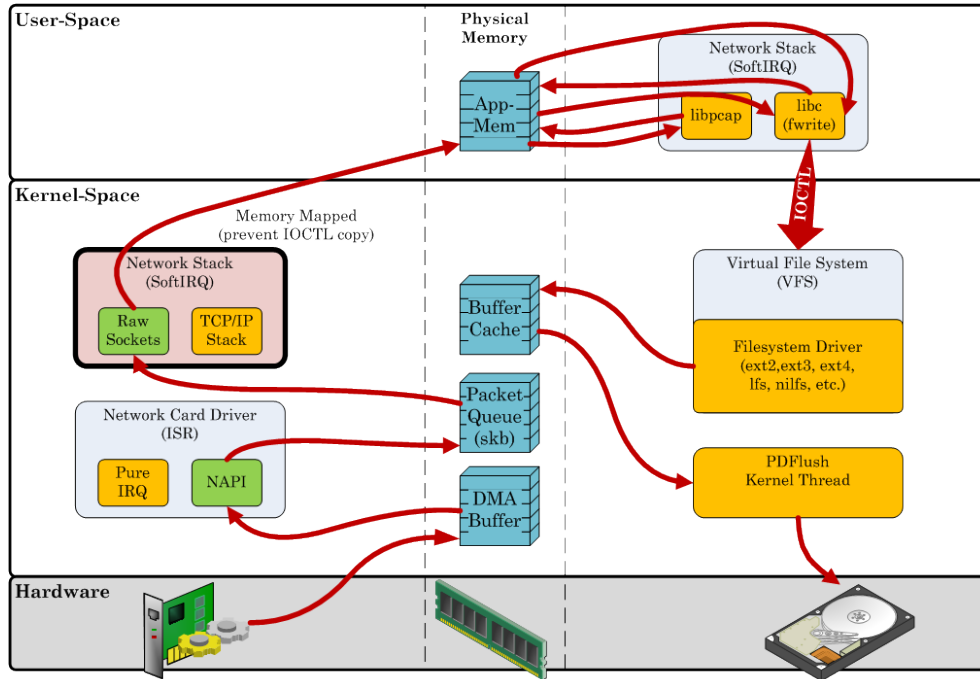 User-Space
Physical
Memory
Network Stack
(SoftIRQ)
App-
Mem
libpcap
libc
(fwrite)
IOCTL
Kernel-Space
Memory Mapped
(prevent IOCTL copy)
Network Stack
(SoftIRQ)
Raw
Sockets
TCP/IP
Stack
Buffer
Cache
Virtual File System
(VFS)
Filesystem Driver
(ext2,ext3, ext4,
lfs, nilfs, etc.)
Packet
Queue
(skb)
Network Card Driver
(ISR)
Pure
IRQ
NAPI
DMA
Buffer
PDFlush
Kernel Thread
Hardware